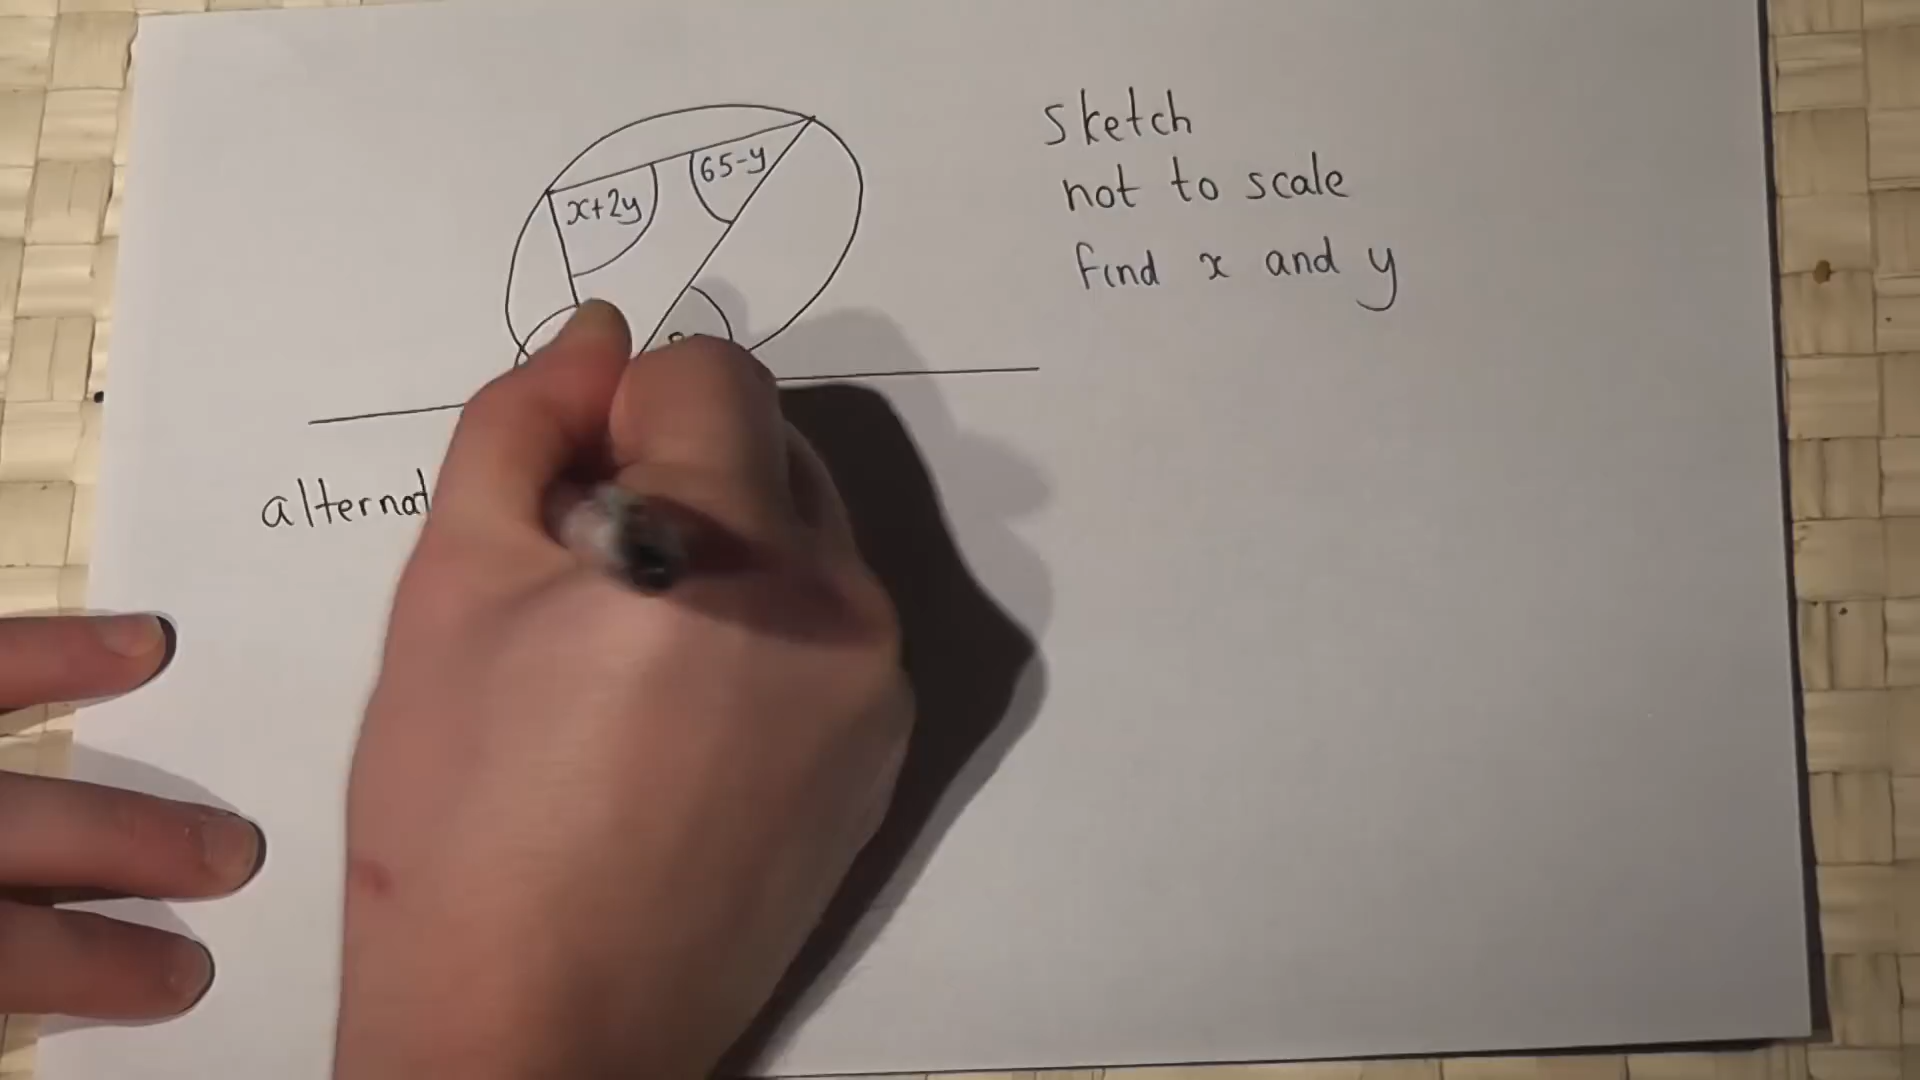 sketch
not to scale
find x and y
65-y
x+2y
alternat